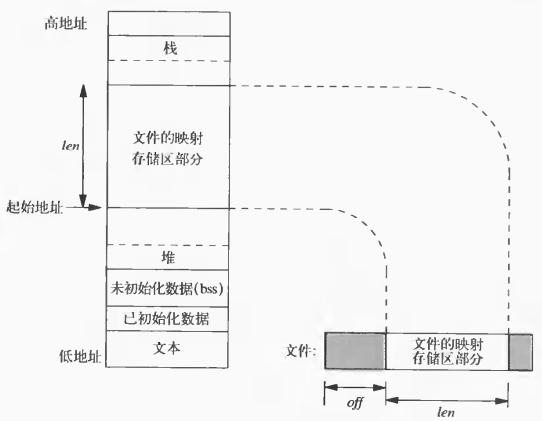 高地址
栈
len
文件的映射
存储区部分
起始地址
堆
未初始化数据(bss)
已初始化数据
低地址
文本
文件:
文件的映射
存储区部分
off
len